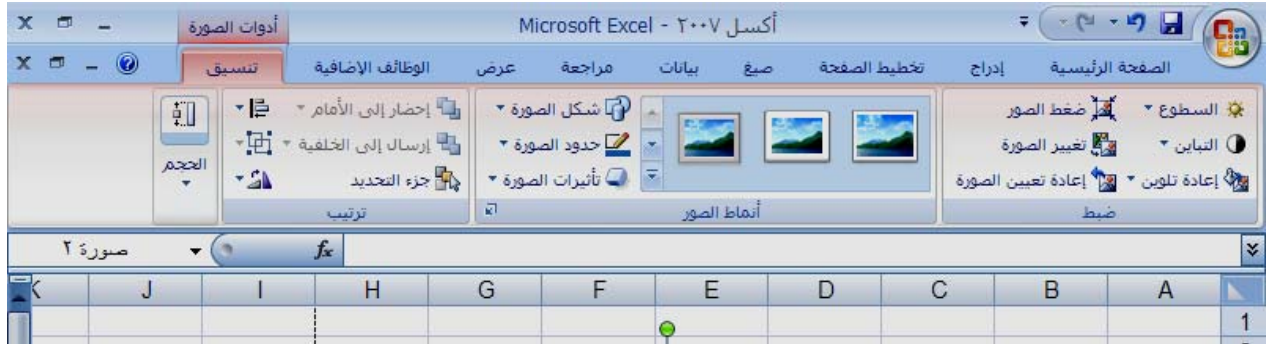 أكسل ٢٠٠٧ - Microsoft Excel أدوات الصورة
الصفحة الرئيسية إدراج تخطيط الصفحة صيغ بيانات مراجعة عرض الوظائف الإضافية تنسيق
السطوع ضغط الصور شكل الصورة إحضار إلى الأمام
التباين تغيير الصورة حدود الصورة إرسال إلى الخلفية الحجم
إعادة تلوين إعادة تعيين الصورة تأثيرات الصورة جزء التحديد
ضبط أنماط الصور ترتيب
صورة ٢ fx
A B C D E F G H I J K
1